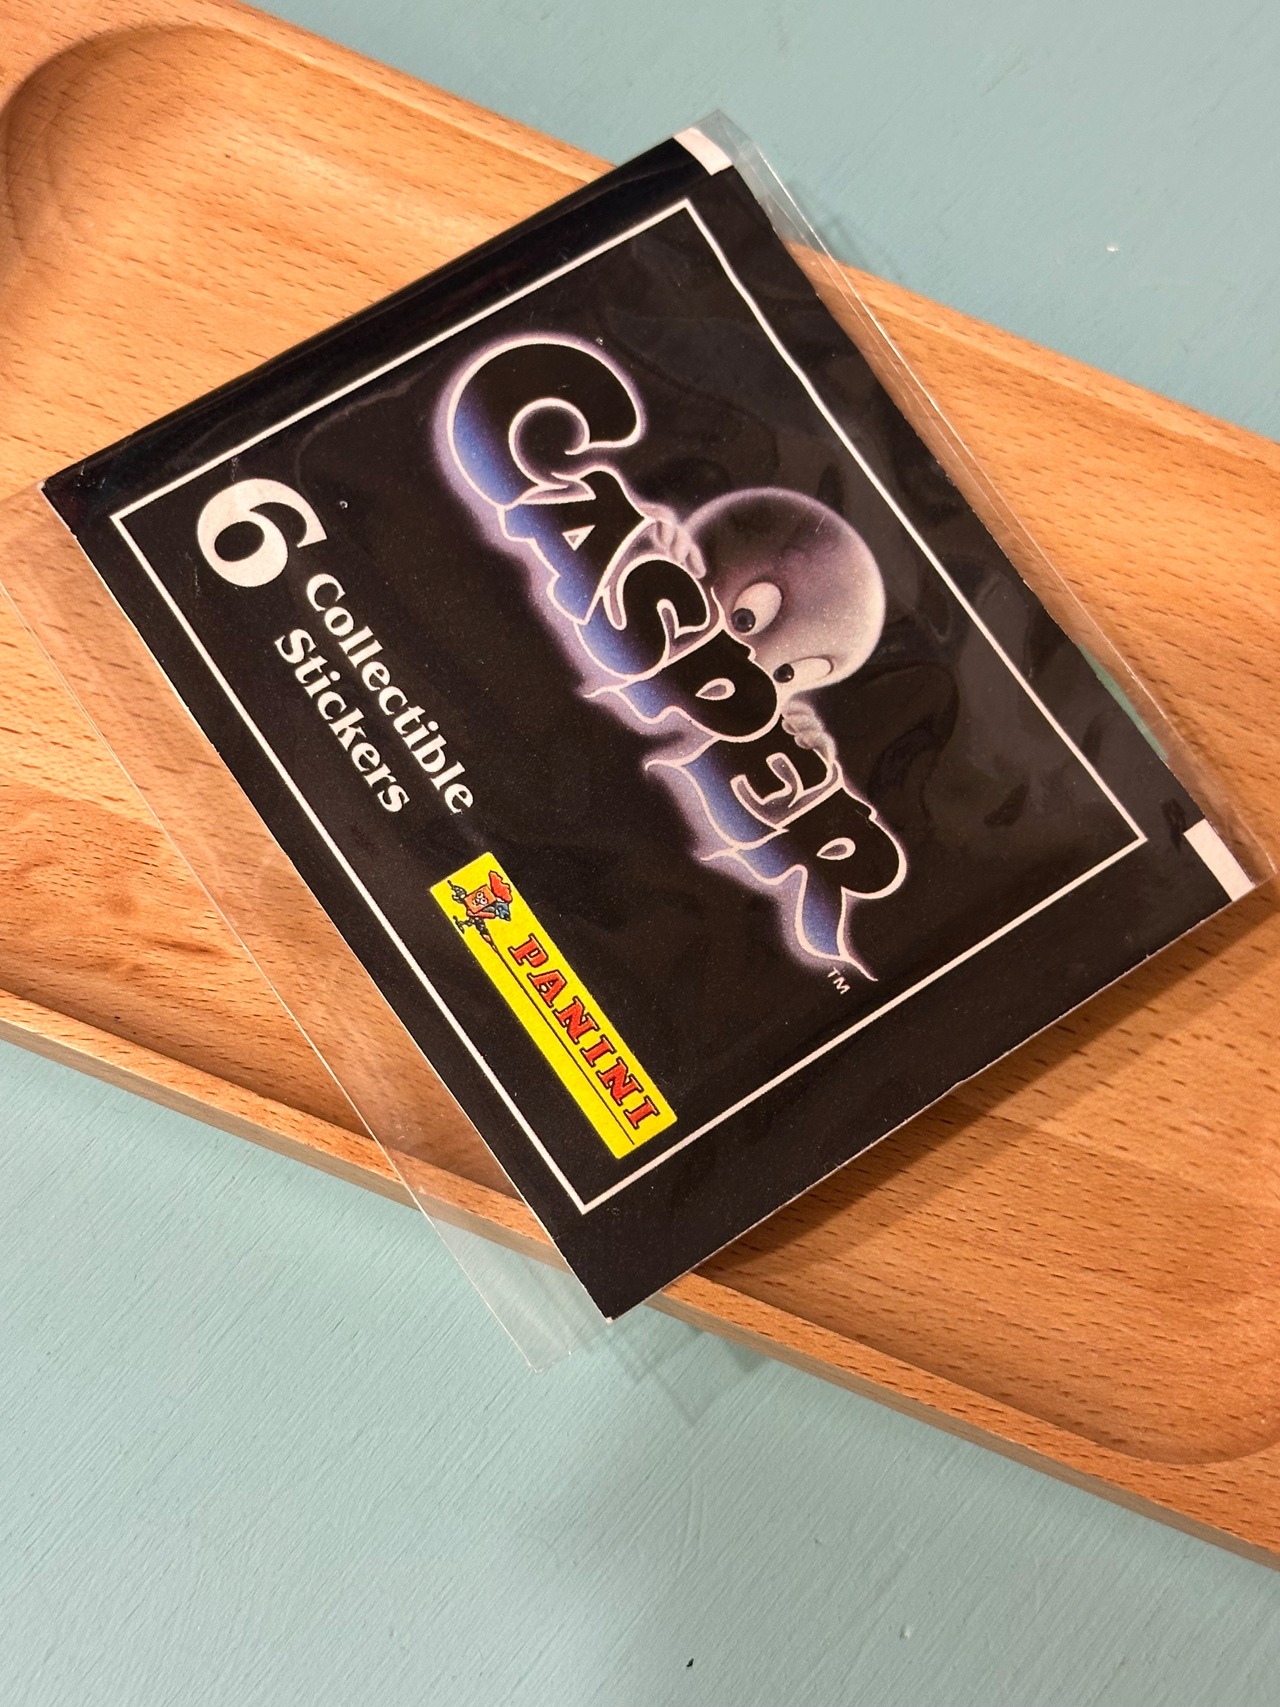 CASPER
TM
6 Collectible
Stickers
PANINI